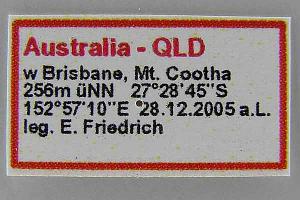 Australia - QLD
w Brisbane, Mt. Cootha
256m üNN 27°28'45"S
152°57'10"E 28.12.2005 a.L.
leg. E. Friedrich